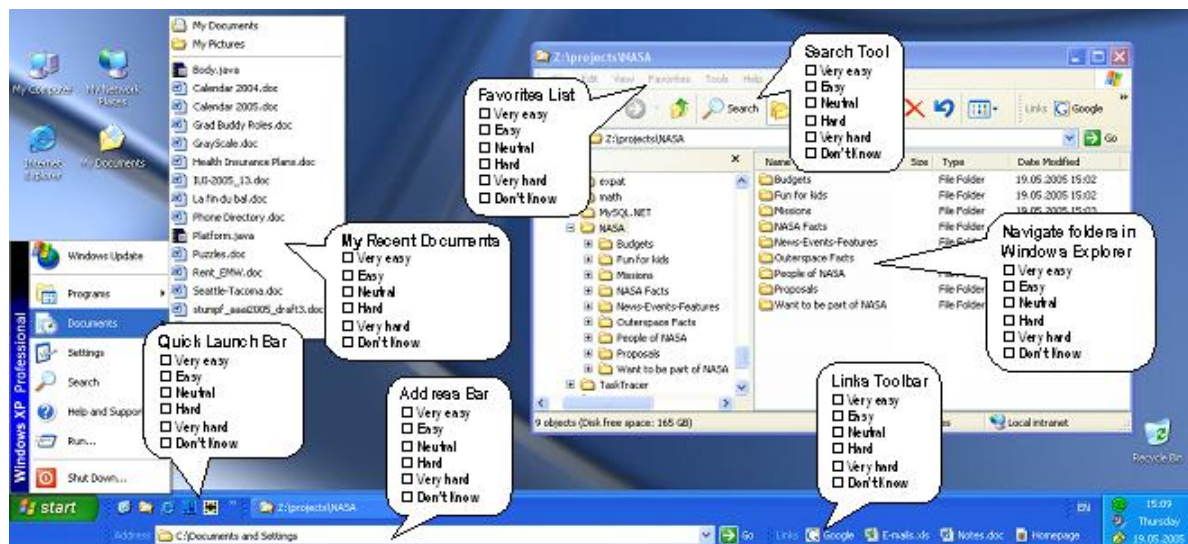 My Computer
My Network Places
Internet Explorer
My Documents
My Documents
My Pictures
Body.java
Calendar 2004.doc
Calendar 2005.doc
Grad Buddy Roles.doc
GrayScale.doc
Health Insurance Plans.doc
IUI-2005_13.doc
La fin du bal.doc
Phone Directory.doc
Platform.java
Puzzles.doc
Rent_EMW.doc
Seattle-Tacoma.doc
stumpf_aaai2005_draft3.doc
Windows XP Professional
Windows Update
Programs
Documents
Settings
Search
Help and Support
Run...
Shut Down...
My Recent Documents
Very easy
Easy
Neutral
Hard
Very hard
Don't Know
Quick Launch Bar
Very easy
Easy
Neutral
Hard
Very hard
Don't Know
Address Bar
Very easy
Easy
Neutral
Hard
Very hard
Don't Know
Favorites List
Very easy
Easy
Neutral
Hard
Very hard
Don't Know
Search Tool
Very easy
Easy
Neutral
Hard
Very hard
Don't Know
Navigate folders in
Windows Explorer
Very easy
Easy
Neutral
Hard
Very hard
Don't Know
Links Toolbar
Very easy
Easy
Neutral
Hard
Very hard
Don't Know
Z:\projects\NASA
Edit View Favorites Tools
Search
Links Google
Z:\projects\NASA
Go
expat
math
MySQL.NET
NASA
Budgets
Fun for kids
Missions
NASA Facts
News-Events-Features
Outerspace Facts
People of NASA
Proposals
Want to be part of NASA
TaskTracer
Size Type Date Modified
Budgets File Folder 19.05.2005 15:02
Fun for kids File Folder 19.05.2005 15:02
Missions File Folder 19.05.2005 15:03
NASA Facts File Folder
News-Events-Features File Folder
Outerspace Facts
People of NASA
Proposals File Folder
Want to be part of NASA File Folder
9 objects (Disk free space: 165 GB)
Local intranet
Recycle Bin
start
Z:\projects\NASA
EN
15:09
Thursday
19.05.2005
Address C:\Documents and Settings
Go
Links Google E-mails.xls Notes.doc Homepage